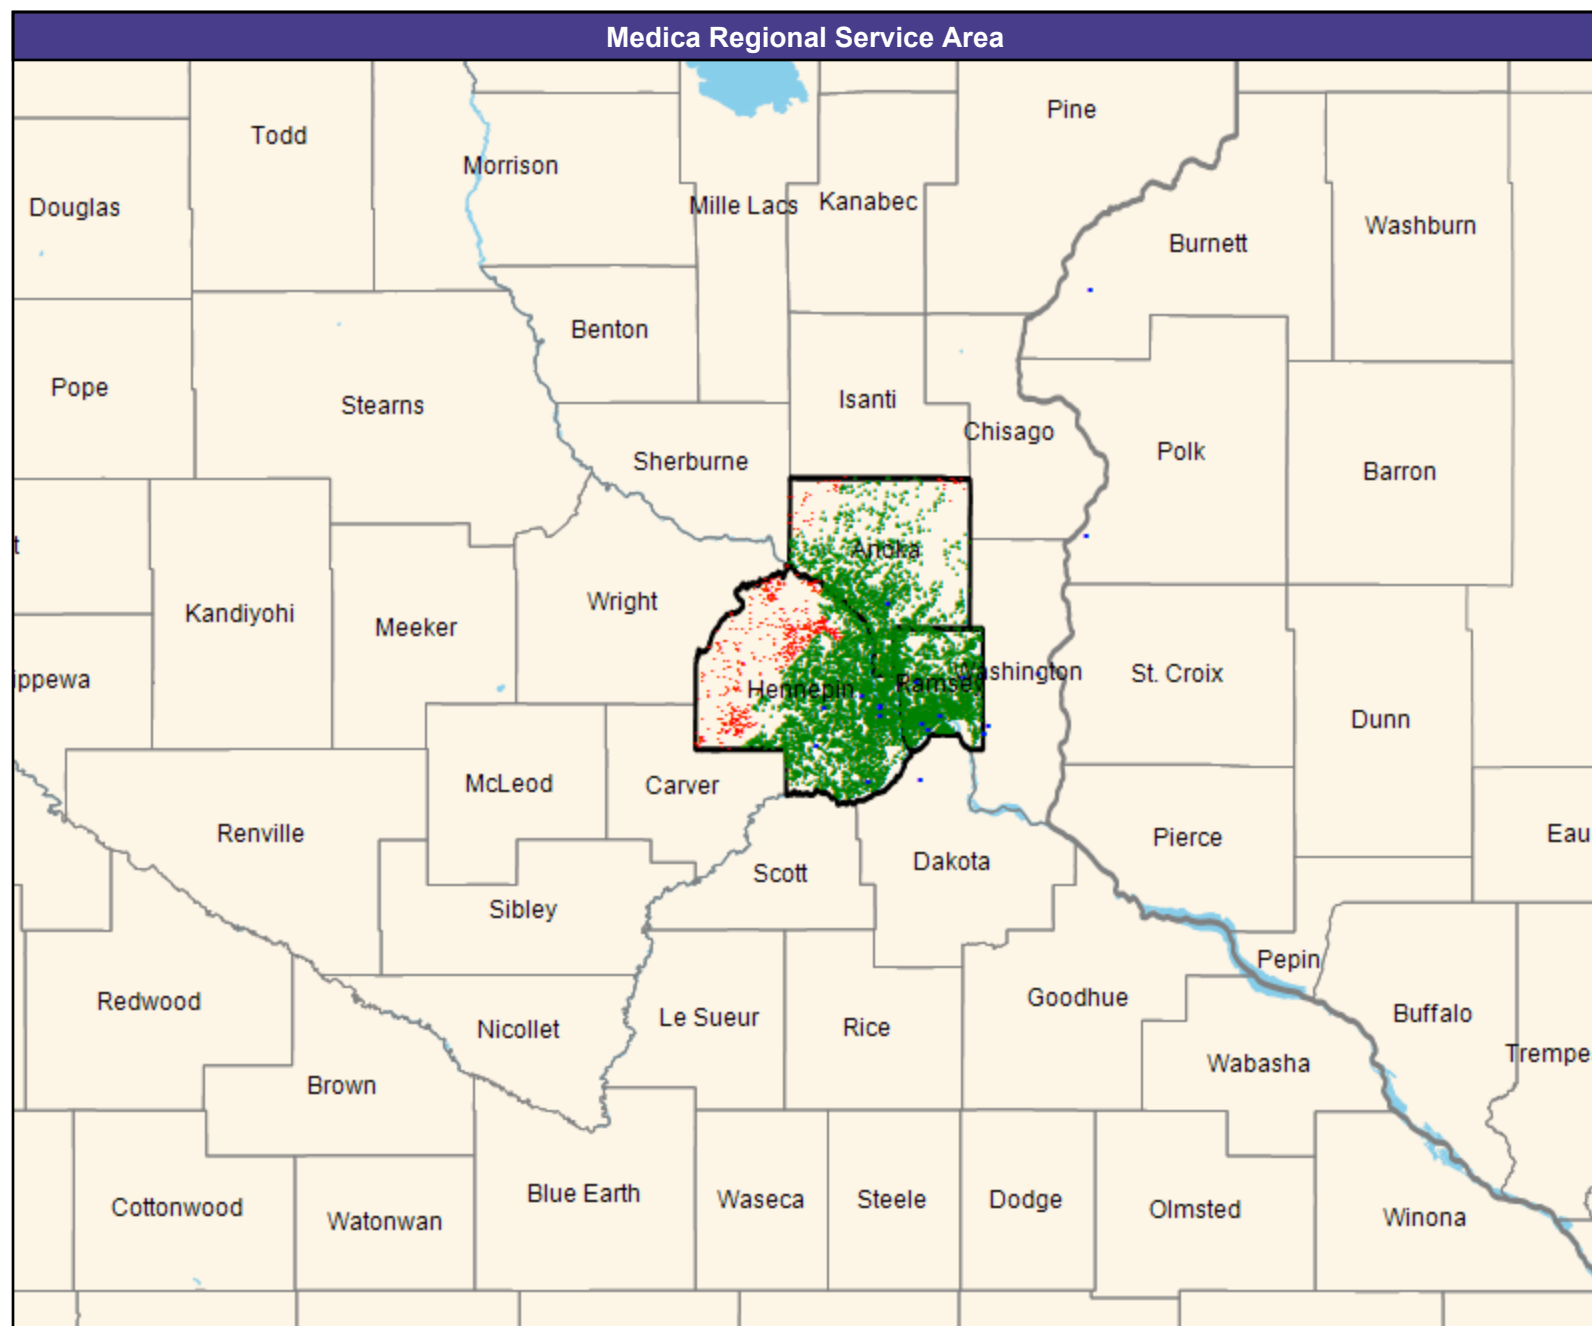 Medica Regional Service Area
Pine
Todd
Morrison
Mille Lacs
Kanabec
Douglas
Washburn
Burnett
Benton
Pope
Stearns
Isanti
Chisago
Polk
Sherburne
Barron
t
Anoka
Wright
Kandiyohi
Meeker
ippewa
Hennepin
Ramsey
Washington
St. Croix
Dunn
McLeod
Carver
Renville
Pierce
Eau
Scott
Dakota
Sibley
Pepin
Redwood
Goodhue
Le Sueur
Buffalo
Nicollet
Rice
Trempe
Wabasha
Brown
Blue Earth
Waseca
Steele
Dodge
Cottonwood
Olmsted
Watonwan
Winona